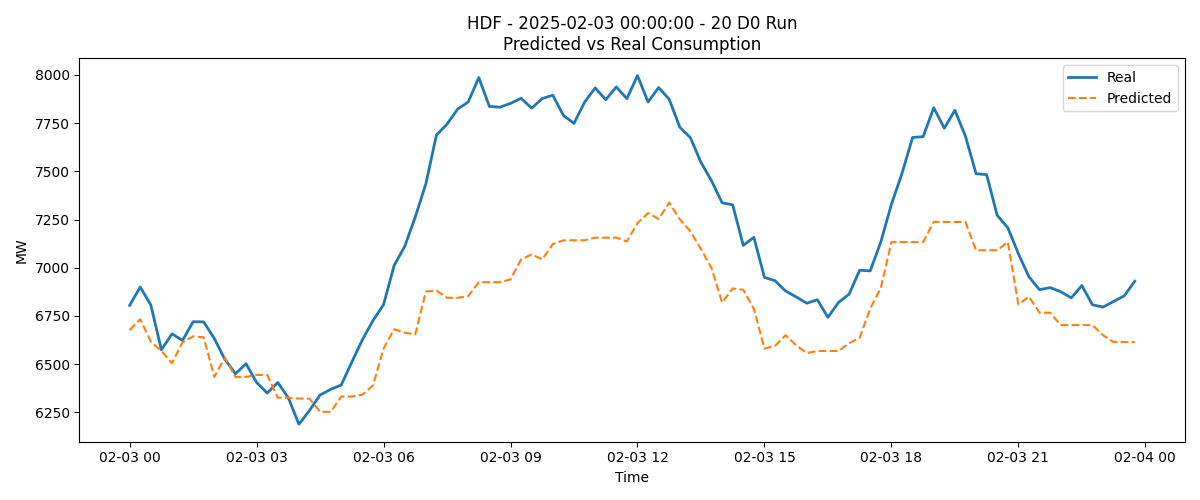 HDF - 2025-02-03 00:00:00 - 20 D0 Run
Predicted vs Real Consumption
Real
Predicted
MW
8000
7750
7500
7250
7000
6750
6500
6250
02-03 00
02-03 03
02-03 06
02-03 09
02-03 12
02-03 15
02-03 18
02-03 21
02-04 00
Time